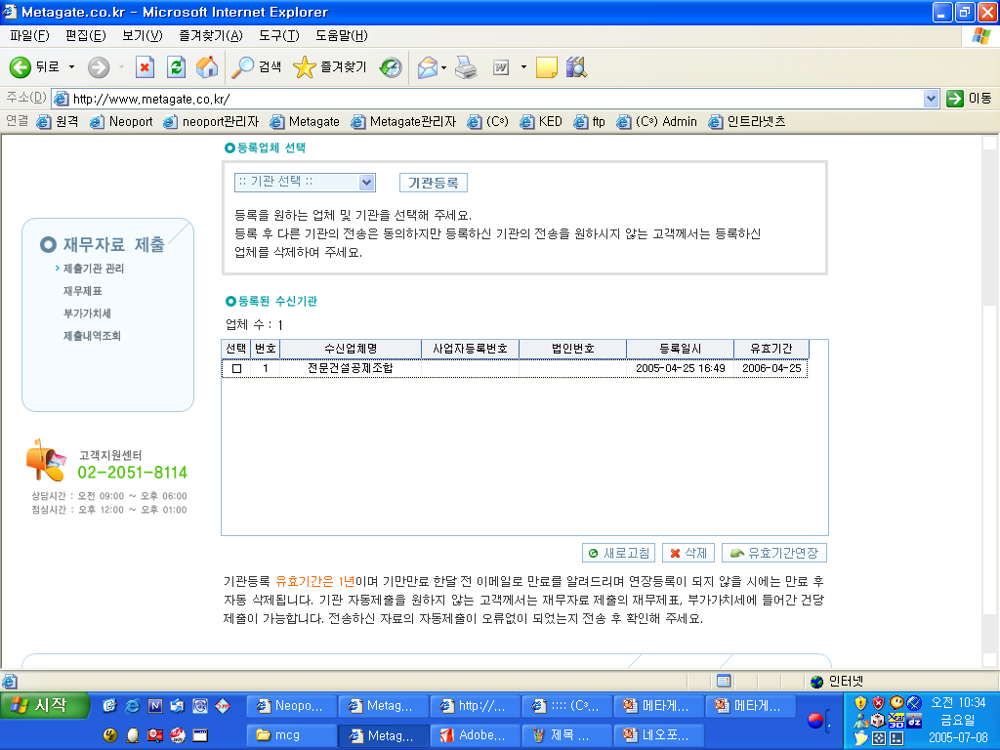 Metagate.co.kr - Microsoft Internet Explorer
파일(F) 편집(E) 보기(V) 즐겨찾기(A) 도구(T) 도움말(H)
뒤로 검색 즐겨찾기
주소(D) http://www.metagate.co.kr/ 이동
연결 원격 Neoport neoport관리자 Metagate Metagate관리자 (C³) KED ftp (C³) Admin 인트라넷츠
재무자료 제출
제출기관 관리
재무제표
부가가치세
제출내역조회
고객지원센터
02-2051-8114
상담시간 : 오전 09:00 ~ 오후 06:00
점심시간 : 오후 12:00 ~ 오후 01:00
등록업체 선택
:: 기관 선택 :: 기관등록
등록을 원하는 업체 및 기관을 선택해 주세요.
등록 후 다른 기관의 전송은 동의하지만 등록하신 기관의 전송을 원하시지 않는 고객께서는 등록하신
업체를 삭제하여 주세요.
등록된 수신기관
업체 수 : 1
선택 번호 수신업체명 사업자등록번호 법인번호 등록일시 유효기간
1 전문건설공제조합 2005-04-25 16:49 2006-04-25
새로고침 삭제 유효기간연장
기관등록 유효기간은 1년이며 기만만료 한달 전 이메일로 만료를 알려드리며 연장등록이 되지 않을 시에는 만료 후
자동 삭제됩니다. 기관 자동제출을 원하지 않는 고객께서는 재무자료 제출의 재무제표, 부가가치세에 들어간 건당
제출이 가능합니다. 전송하신 자료의 자동제출이 오류없이 되었는지 전송 후 확인해 주세요.
인터넷
시작 Neopo... Metag... http://... :::: (C³... 메타게... 메타게... 오전 10:34
mcg Metag... Adobe... 제목 ... 네오포... 금요일
2005-07-08